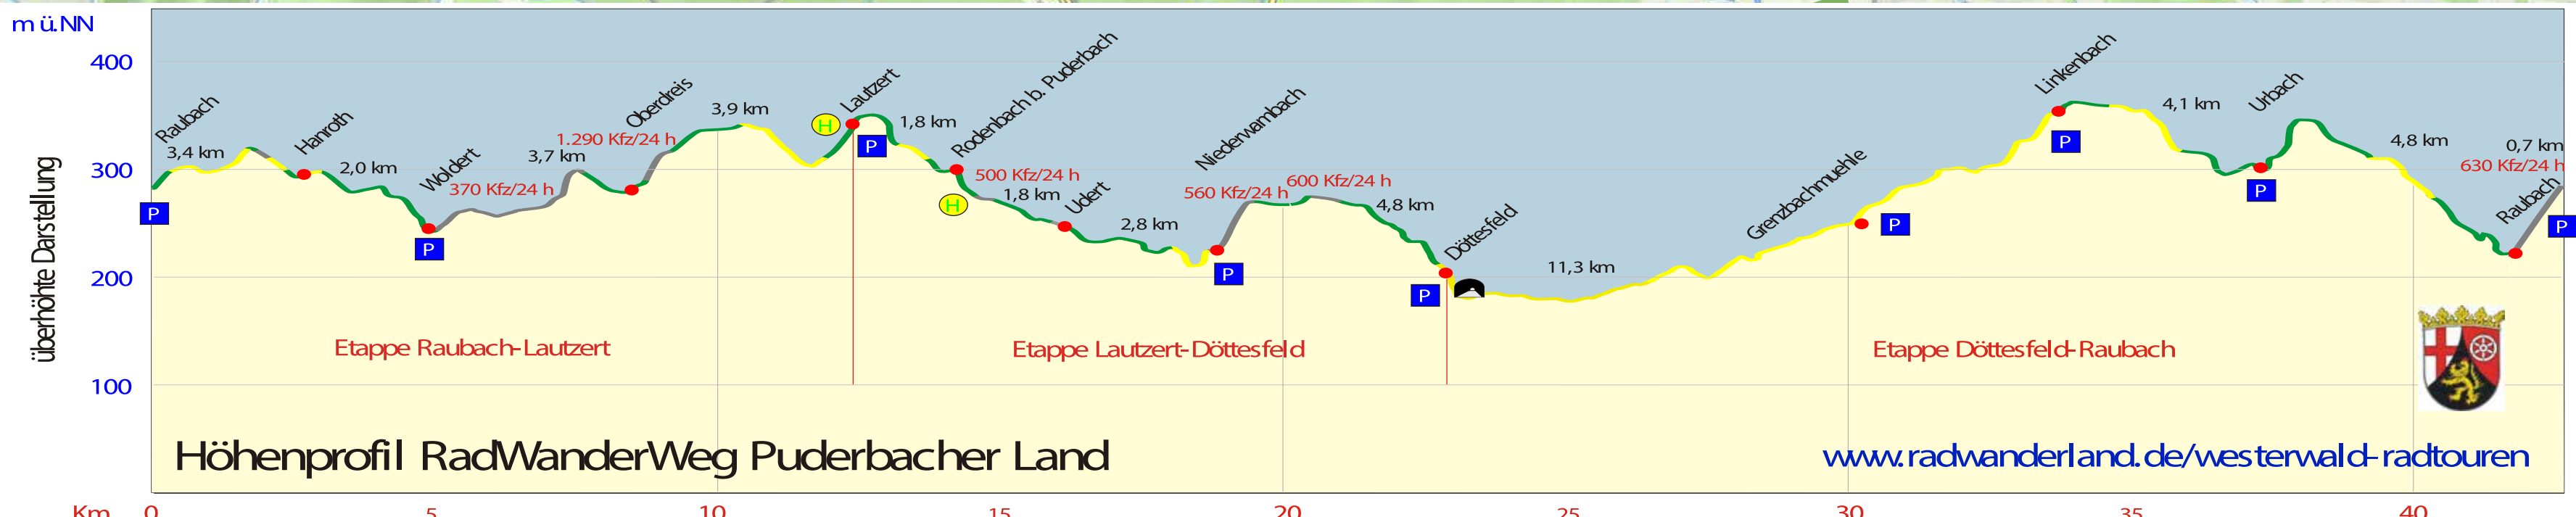 m ü.NN
400
300
200
100
überhöhte Darstellung
Raubach
3,4 km
Hanroth
2,0 km
Woldert
370 Kfz/24 h
3,7 km
1.290 Kfz/24 h
Oberdreis
3,9 km
H
Lautzert
1,8 km
Rodenbach b. Puderbach
H
500 Kfz/24 h
1,8 km
Udert
2,8 km
Niederwambach
560 Kfz/24 h
600 Kfz/24 h
4,8 km
Döttesfeld
11,3 km
Grenzbachmuehle
Linkenbach
4,1 km
Urbach
4,8 km
0,7 km
630 Kfz/24 h
Raubach
P
P
P
P
P
P
P
P
P
Etappe Raubach-Lautzert
Etappe Lautzert-Döttesfeld
Etappe Döttesfeld-Raubach
Höhenprofil RadWanderWeg Puderbacher Land
www.radwanderland.de/westerwald-radtouren
Km 0 5 10 15 20 25 30 35 40